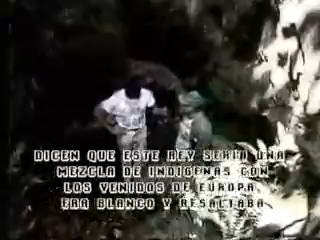 DICEN QUE ESTE REY SERIA UNA
MEZCLA DE INDIGENAS CON
LOS VENIDOS DE EUROPA
ERA BLANCO Y RESALTABA